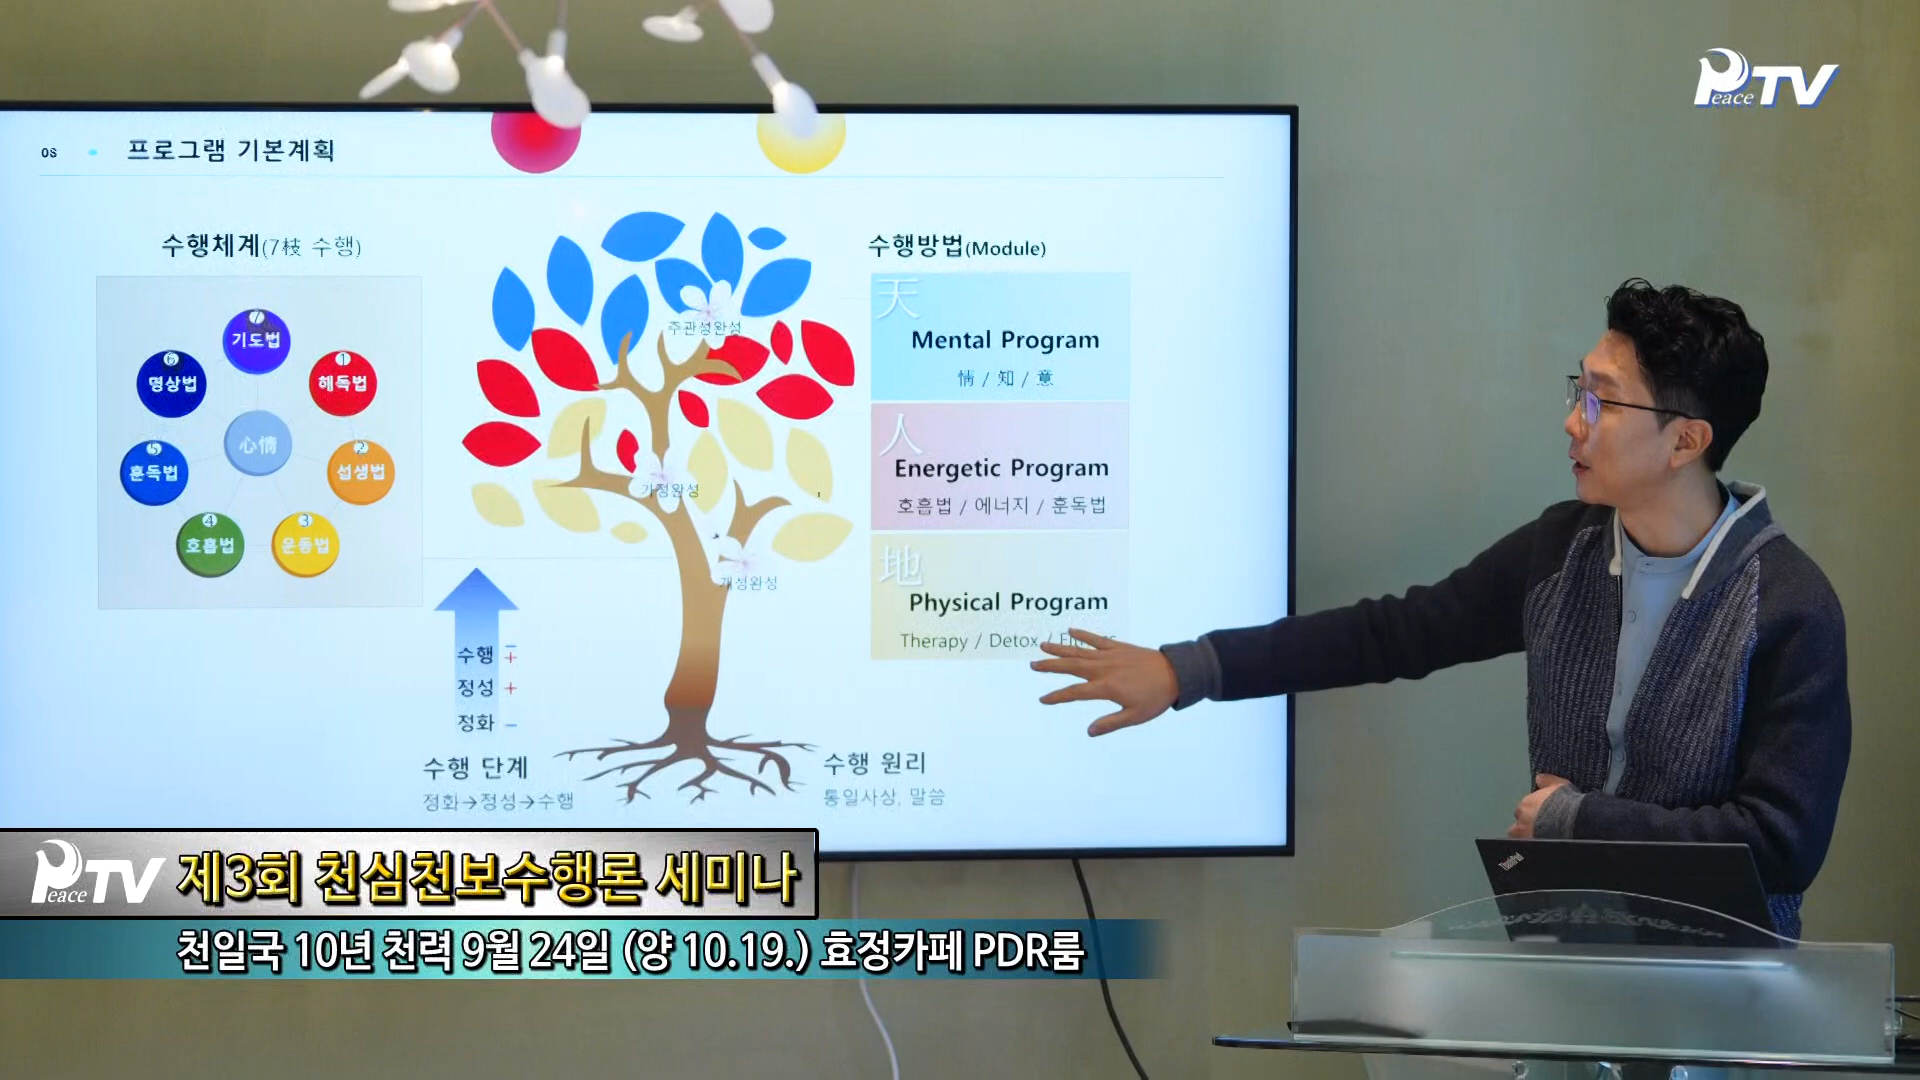 Peace TV
08 프로그램 기본계획
수행체계(7枝 수행)
⑦
기도법
⑥
명상법
①
해독법
⑤
훈독법
心情
②
섭생법
④
호흡법
③
운동법
주관성완성
가정완성
개성완성
수행방법(Module)
天
Mental Program
情 / 知 / 意
人
Energetic Program
호흡법 / 에너지 / 훈독법
地
Physical Program
Therapy / Detox /
수행 +
정성 +
정화 −
수행 단계
정화→정성→수행
수행 원리
통일사상, 말씀
ThinkPad
Peace TV
제3회 천심천보수행론 세미나
천일국 10년 천력 9월 24일 (양 10.19.) 효정카페 PDR룸